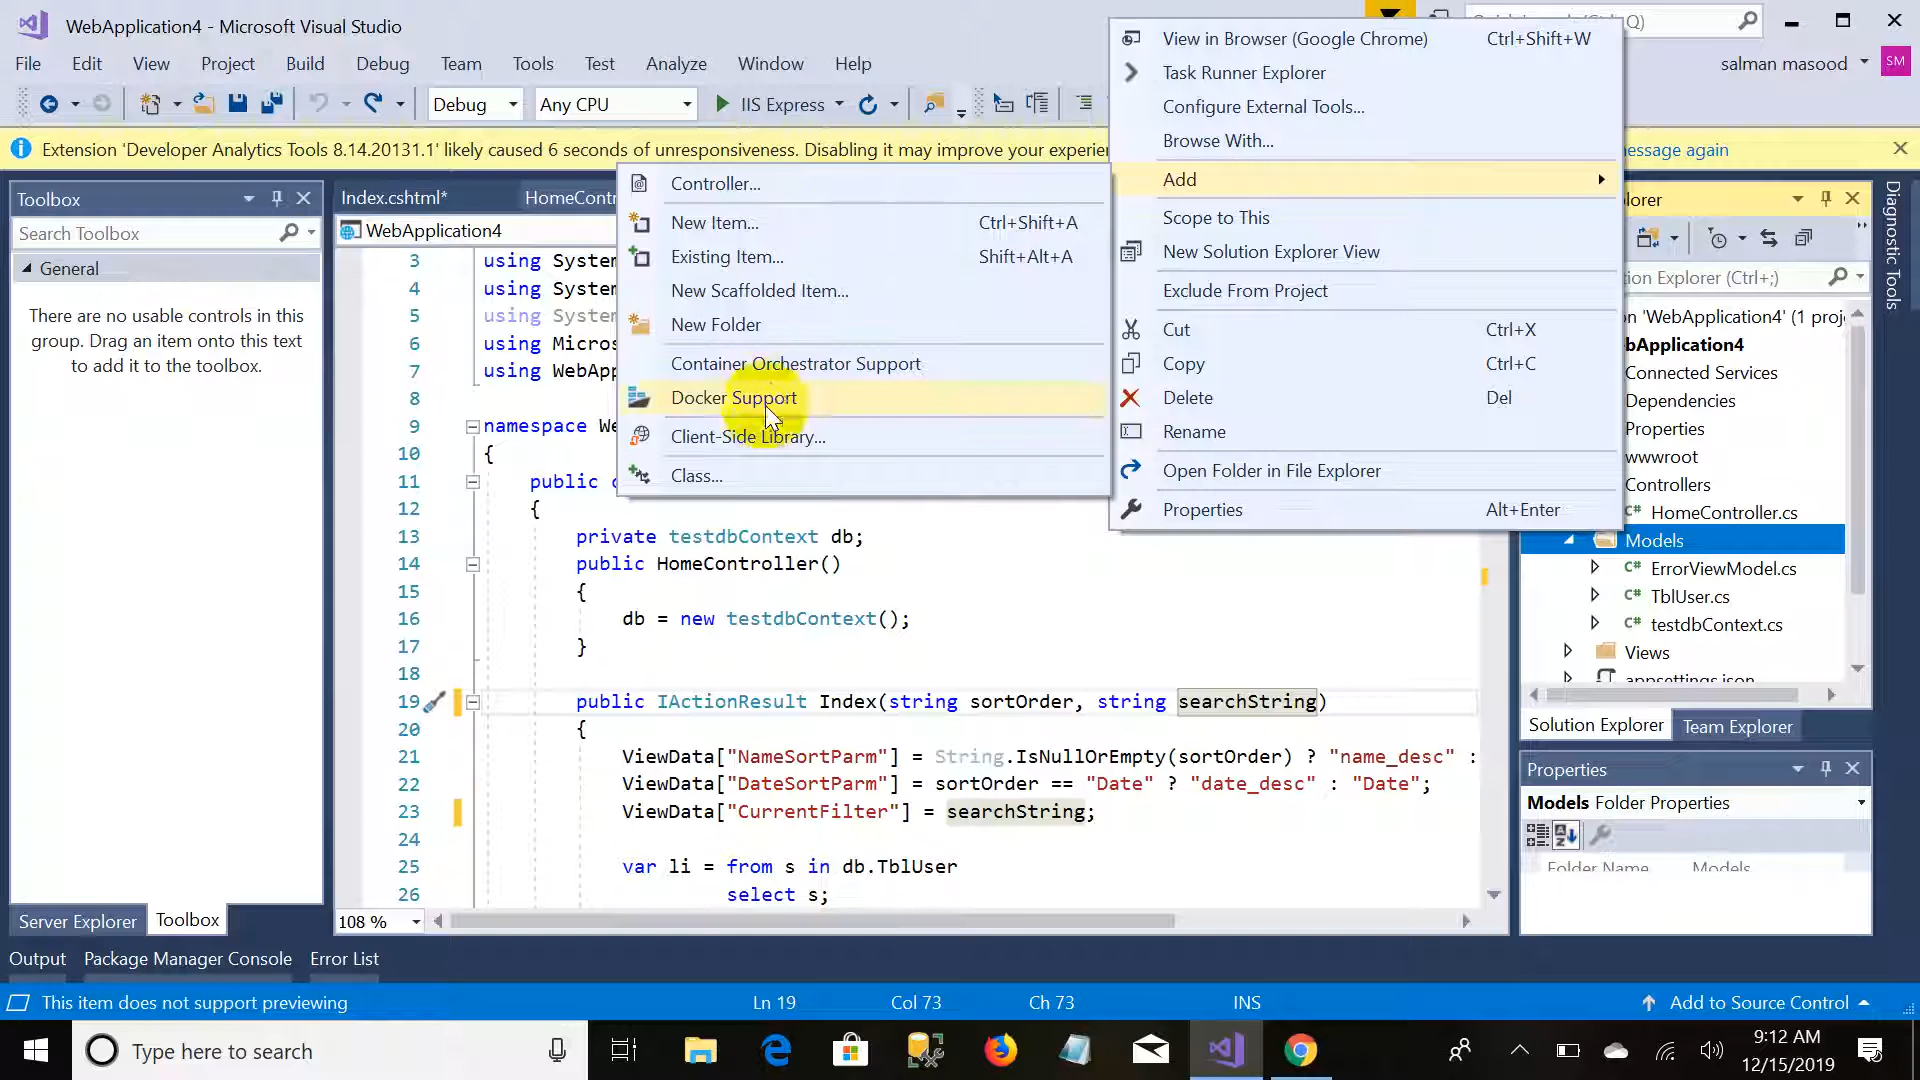 WebApplication4 - Microsoft Visual Studio
File Edit View Project Build Debug Team Tools Test Analyze Window Help
salman masood SM
Debug Any CPU IIS Express
Extension 'Developer Analytics Tools 8.14.20131.1' likely caused 6 seconds of unresponsiveness. Disabling it may improve your experie
essage again
Toolbox
Search Toolbox
General
There are no usable controls in this
group. Drag an item onto this text
to add it to the toolbox.
Server Explorer Toolbox
Index.cshtml* HomeContr
WebApplication4
3 using System
4 using System
5 using System
6 using Micros
7 using WebApp
8
9 namespace We
10 {
11 public c
12 {
13 private testdbContext db;
14 public HomeController()
15 {
16 db = new testdbContext();
17 }
18
19 public IActionResult Index(string sortOrder, string searchString)
20 {
21 ViewData["NameSortParm"] = String.IsNullOrEmpty(sortOrder) ? "name_desc" :
22 ViewData["DateSortParm"] = sortOrder == "Date" ? "date_desc" : "Date";
23 ViewData["CurrentFilter"] = searchString;
24
25 var li = from s in db.TblUser
26 select s;
108 %
Controller...
New Item... Ctrl+Shift+A
Existing Item... Shift+Alt+A
New Scaffolded Item...
New Folder
Container Orchestrator Support
Docker Support
Client-Side Library...
Class...
View in Browser (Google Chrome) Ctrl+Shift+W
Task Runner Explorer
Configure External Tools...
Browse With...
Add
Scope to This
New Solution Explorer View
Exclude From Project
Cut Ctrl+X
Copy Ctrl+C
Delete Del
Rename
Open Folder in File Explorer
Properties Alt+Enter
lorer
tion Explorer (Ctrl+;)
on 'WebApplication4' (1 proj
bApplication4
Connected Services
Dependencies
Properties
wwwroot
Controllers
C# HomeController.cs
Models
C# ErrorViewModel.cs
C# TblUser.cs
C# testdbContext.cs
Views
appsettings.json
Solution Explorer Team Explorer
Properties
Models Folder Properties
Folder Name Models
Diagnostic Tools
Output Package Manager Console Error List
This item does not support previewing Ln 19 Col 73 Ch 73 INS Add to Source Control
Type here to search
9:12 AM
12/15/2019